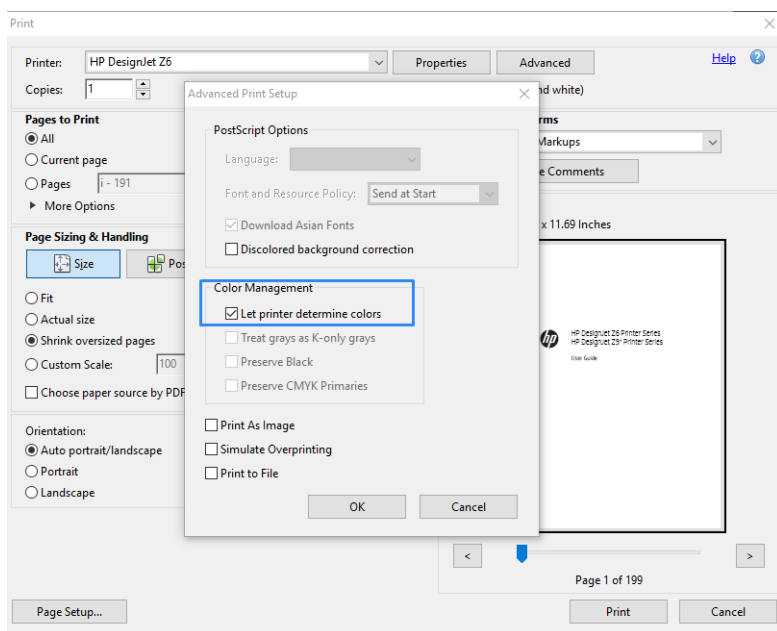 Print
Printer: HP DesignJet Z6 Properties Advanced Help ?
Copies: 1 nd white)
Pages to Print
All
Current page
Pages i - 191
More Options
Page Sizing & Handling
Size Pos
Fit
Actual size
Shrink oversized pages
Custom Scale: 100
Choose paper source by PDF
Orientation:
Auto portrait/landscape
Portrait
Landscape
Page Setup...
Advanced Print Setup
PostScript Options
Language:
Font and Resource Policy: Send at Start
Download Asian Fonts
Discolored background correction
Color Management
Let printer determine colors
Treat grays as K-only grays
Preserve Black
Preserve CMYK Primaries
Print As Image
Simulate Overprinting
Print to File
OK Cancel
rms
Markups
e Comments
x 11.69 Inches
hp
HP DesignJet Z6 Printer Series
HP DesignJet Z9⁺ Printer Series
User Guide
< >
Page 1 of 199
Print Cancel